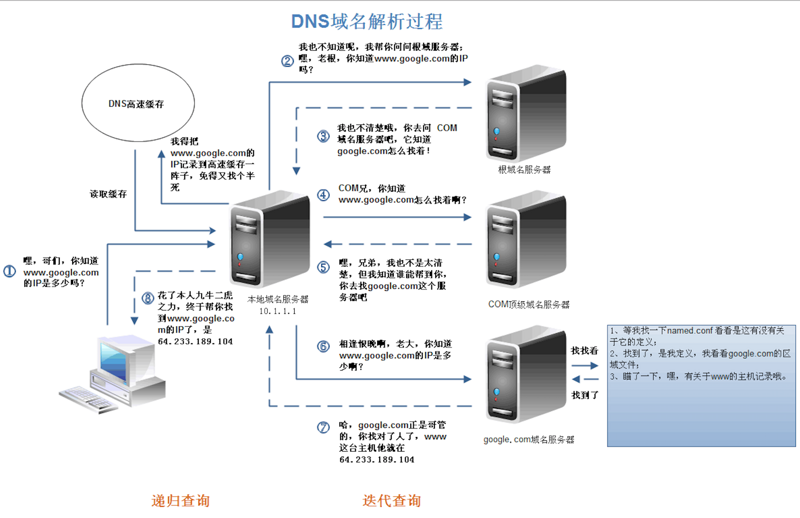 DNS域名解析过程
② 我也不知道呢，我帮你问问根域服务器；
嘿，老根，你知道www.google.com的IP
吗？
DNS高速缓存
③ 我也不清楚哦，你去问 COM
域名服务器吧，它知道
google.com怎么找着！
我得把
www.google.com的
IP记录到高速缓存一
阵子，免得又找个半
死
根域名服务器
读取缓存
④ COM兄，你知道
www.google.com怎么找着啊？
① 嘿，哥们，你知道
www.google.com
的IP是多少吗？
⑤ 嘿，兄弟，我也不是太清
楚，但我知道谁能帮到你，
你去找google.com这个服
务器吧
本地域名服务器
10.1.1.1
COM顶级域名服务器
⑧ 花了本人九牛二虎
之力，终于帮你找
到www.google.co
m的IP了，是
64.233.189.104
⑥ 相逢恨晚啊，老大，你知道
www.google.com的IP是多
少啊？
找找看
找到了
1、等我找一下named.conf 看看是这有没有关
于它的定义；
2、找到了，是我定义，我看看google.com的区
域文件；
3、瞄了一下，嘿，有关于www的主机记录哦。
⑦ 哈，google.com正是哥管
的，你找对了人了，www
这台主机他就在
64.233.189.104
google.com域名服务器
递归查询
迭代查询